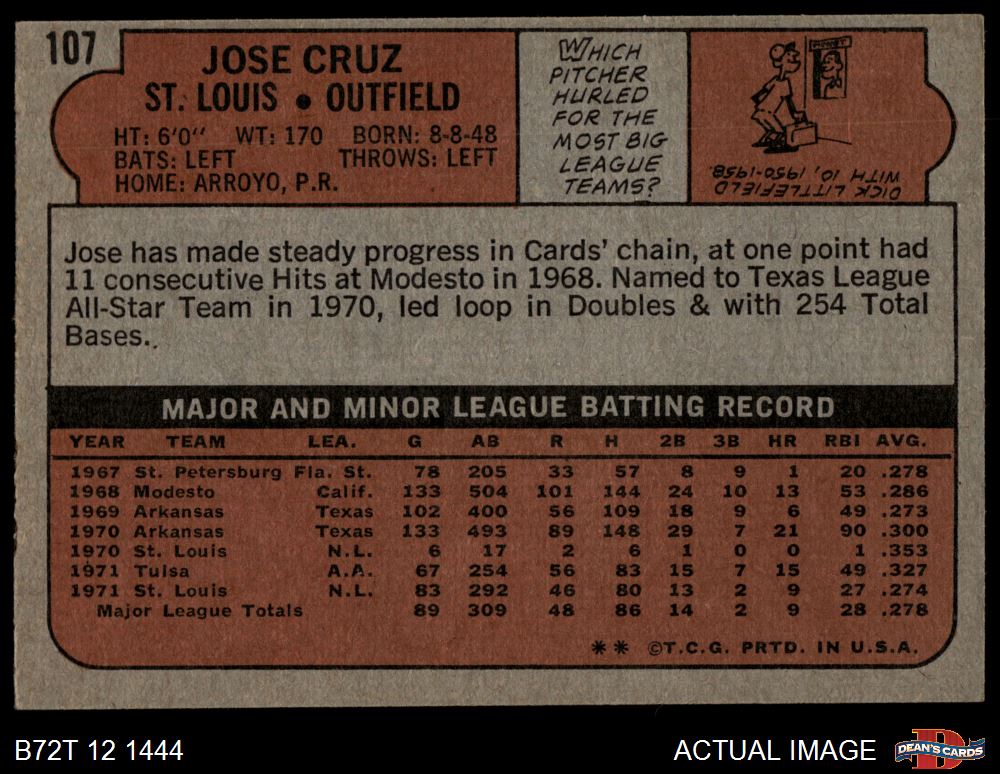 107
JOSE CRUZ
ST. LOUIS • OUTFIELD
HT: 6'0" WT: 170 BORN: 8-8-48
BATS: LEFT THROWS: LEFT
HOME: ARROYO, P.R.
WHICH
PITCHER
HURLED
FOR THE
MOST BIG
LEAGUE
TEAMS?
DICK LITTLEFIELD
WITH 10, 1950-1958.
Jose has made steady progress in Cards' chain, at one point had
11 consecutive Hits at Modesto in 1968. Named to Texas League
All-Star Team in 1970, led loop in Doubles & with 254 Total
Bases.
MAJOR AND MINOR LEAGUE BATTING RECORD
YEAR TEAM LEA. G AB R H 2B 3B HR RBI AVG.
1967 St. Petersburg Fla. St. 78 205 33 57 8 9 1 20 .278
1968 Modesto Calif. 133 504 101 144 24 10 13 53 .286
1969 Arkansas Texas 102 400 56 109 18 9 6 49 .273
1970 Arkansas Texas 133 493 89 148 29 7 21 90 .300
1970 St. Louis N.L. 6 17 2 6 1 0 0 1 .353
1971 Tulsa A.A. 67 254 56 83 15 7 15 49 .327
1971 St. Louis N.L. 83 292 46 80 13 2 9 27 .274
Major League Totals 89 309 48 86 14 2 9 28 .278
** ©T.C.G. PRTD. IN U.S.A.
B72T 12 1444
ACTUAL IMAGE
D
DEAN'S CARDS